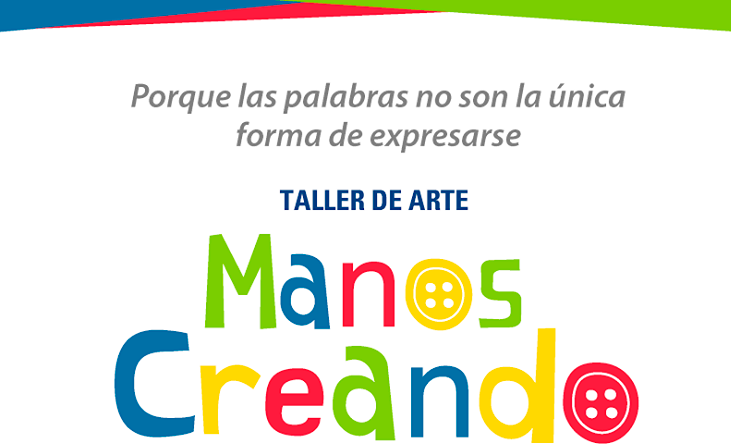 Porque las palabras no son la única
forma de expresarse
TALLER DE ARTE
Manos
Creando